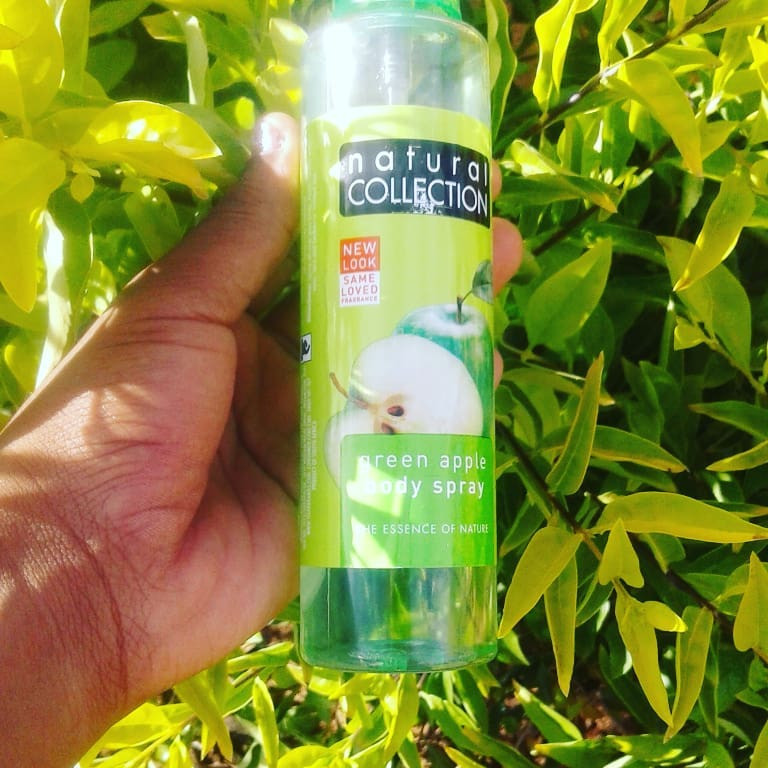 natural
COLLECTION
NEW
LOOK
SAME
LOVED
FRAGRANCE
green apple
body spray
THE ESSENCE OF NATURE